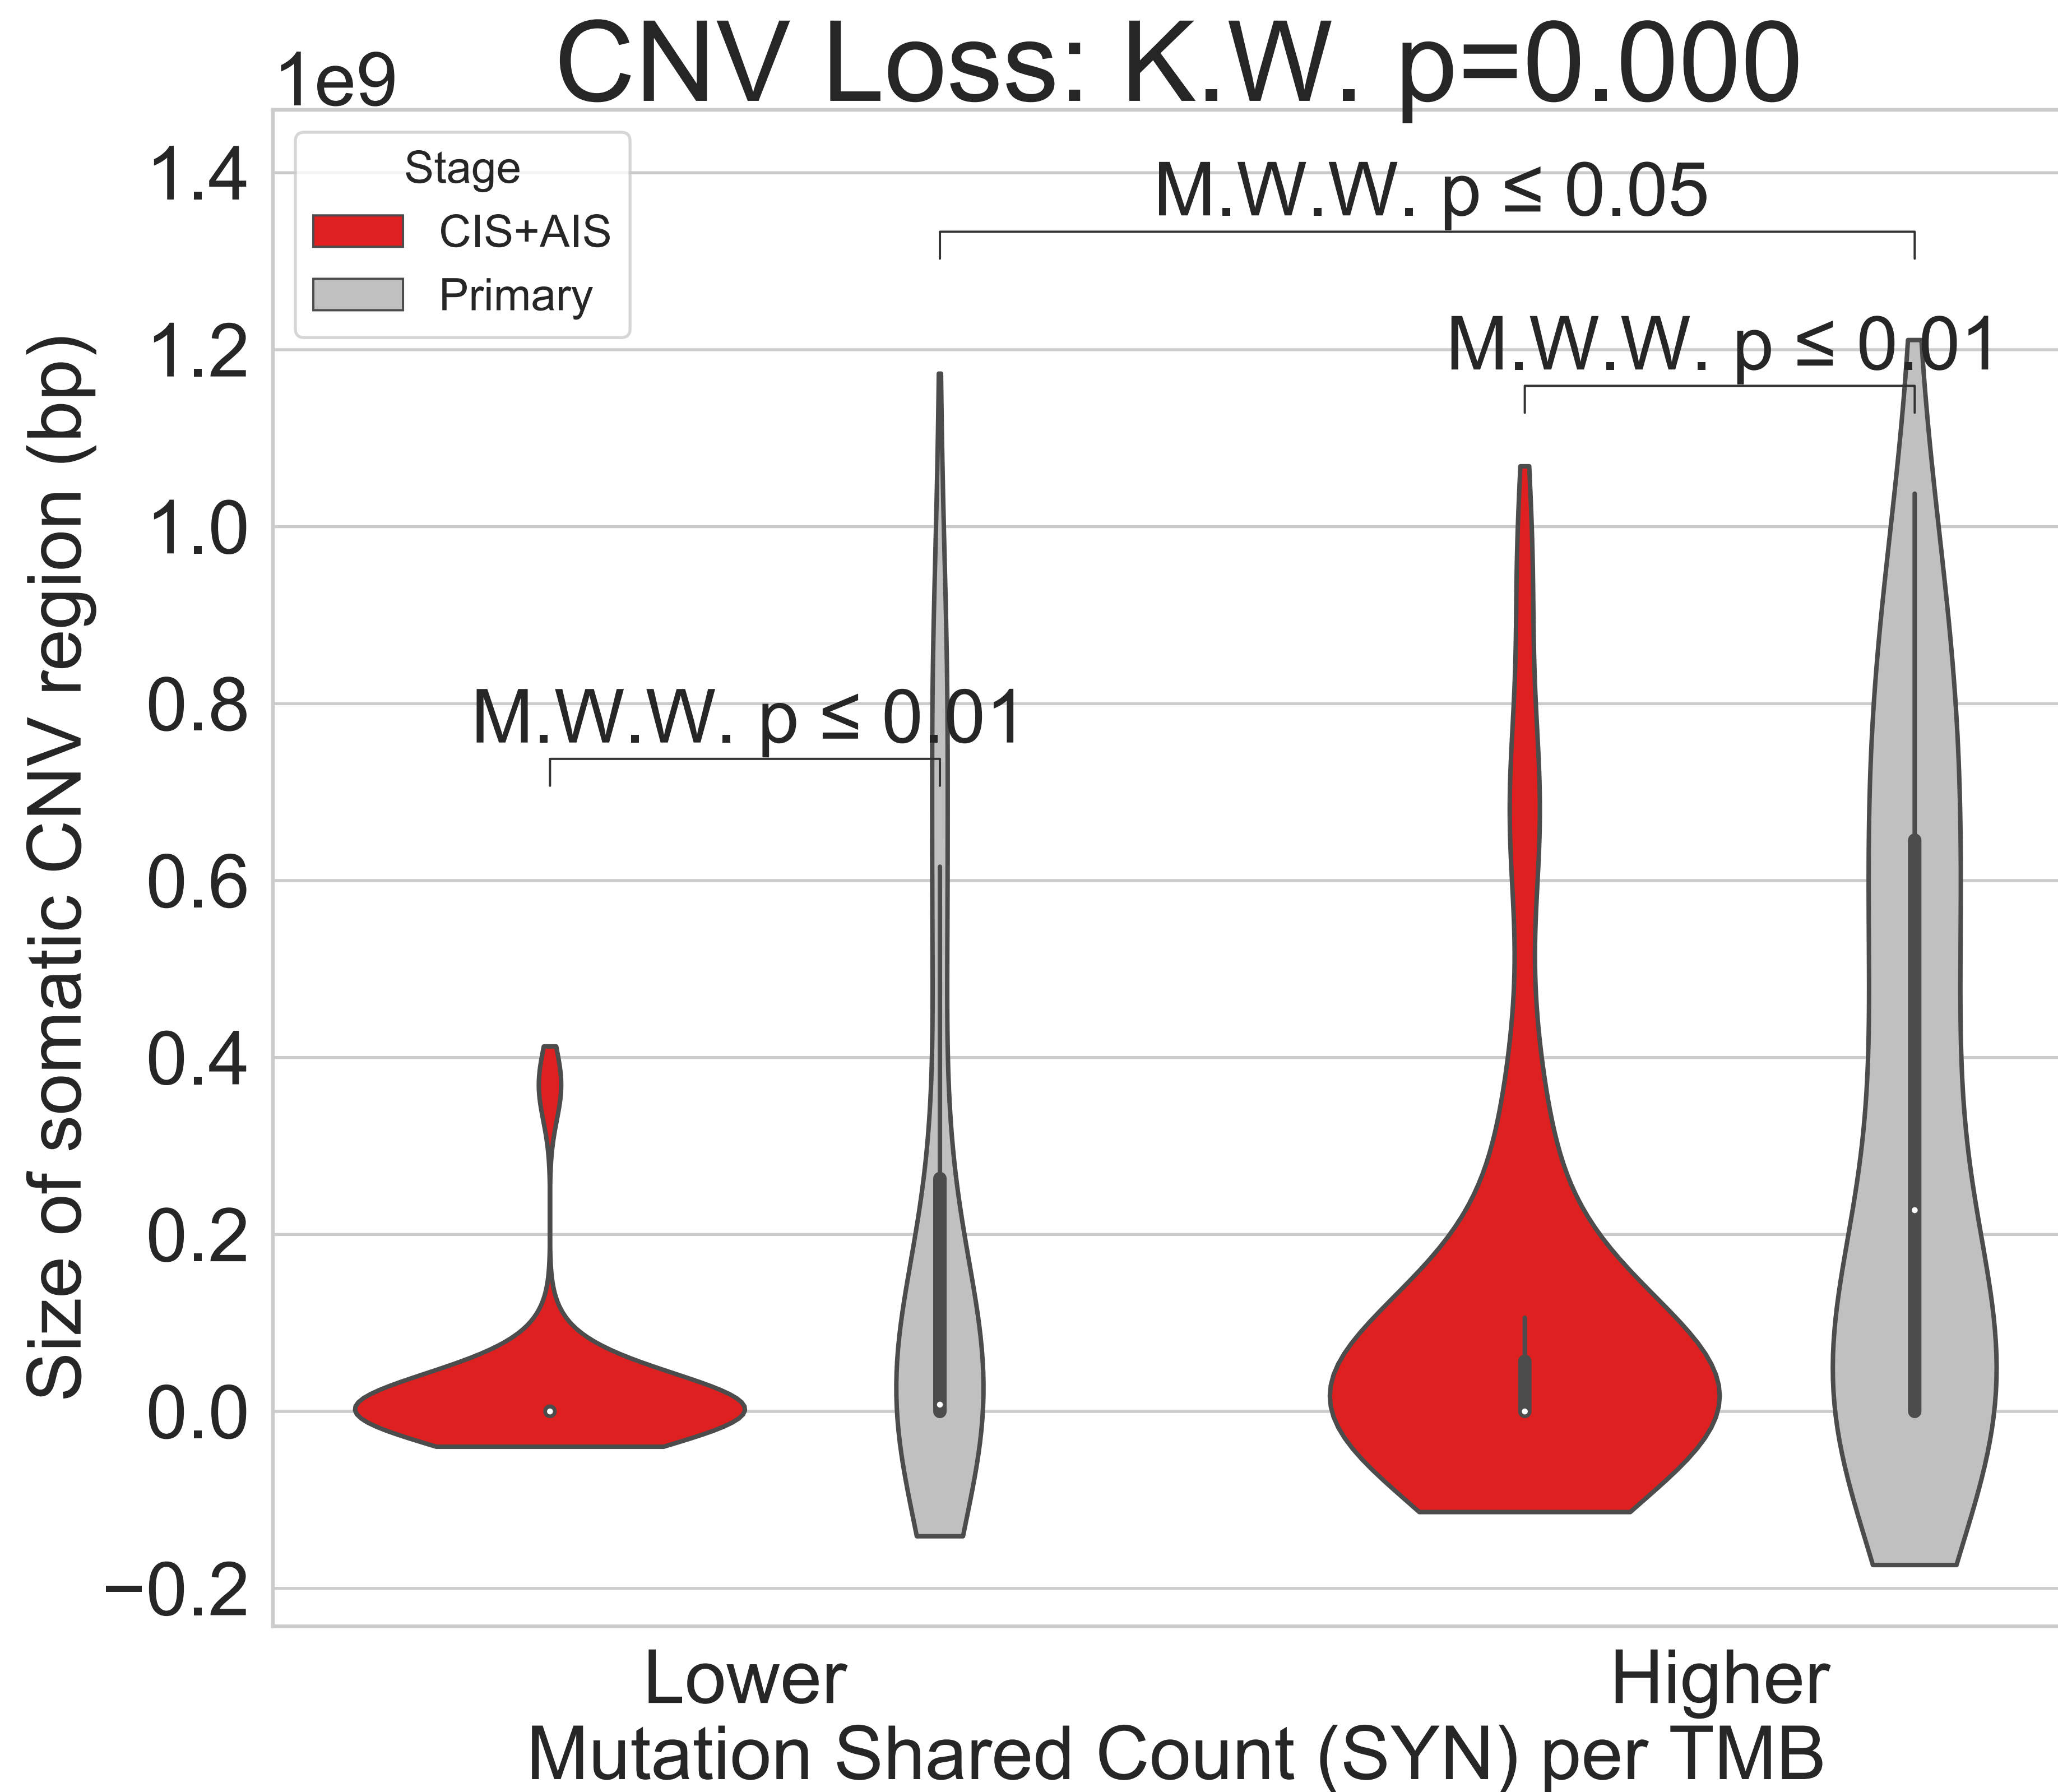 CNV Loss: K.W. p=0.000
1e9
Stage
CIS+AIS
Primary
M.W.W. p ≤ 0.05
M.W.W. p ≤ 0.01
M.W.W. p ≤ 0.01
1.4
1.2
1.0
0.8
0.6
0.4
0.2
0.0
−0.2
Size of somatic CNV region (bp)
Lower
Higher
Mutation Shared Count (SYN) per TMB